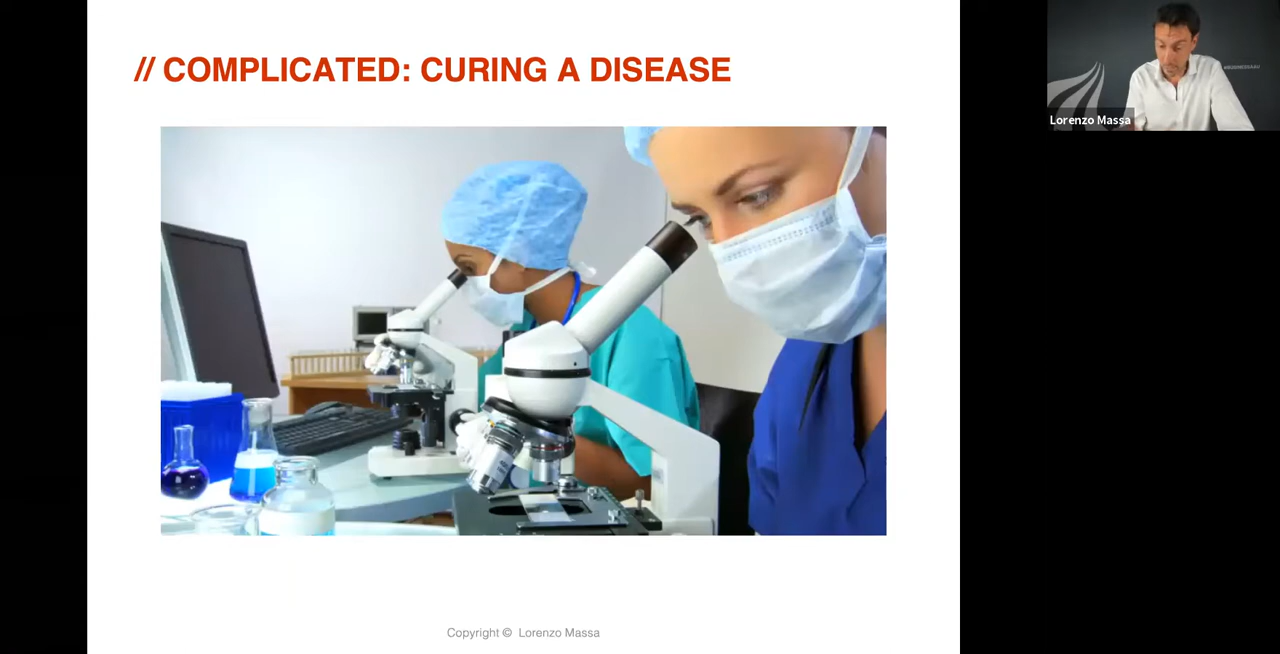 // COMPLICATED: CURING A DISEASE
Lorenzo Massa
Copyright © Lorenzo Massa